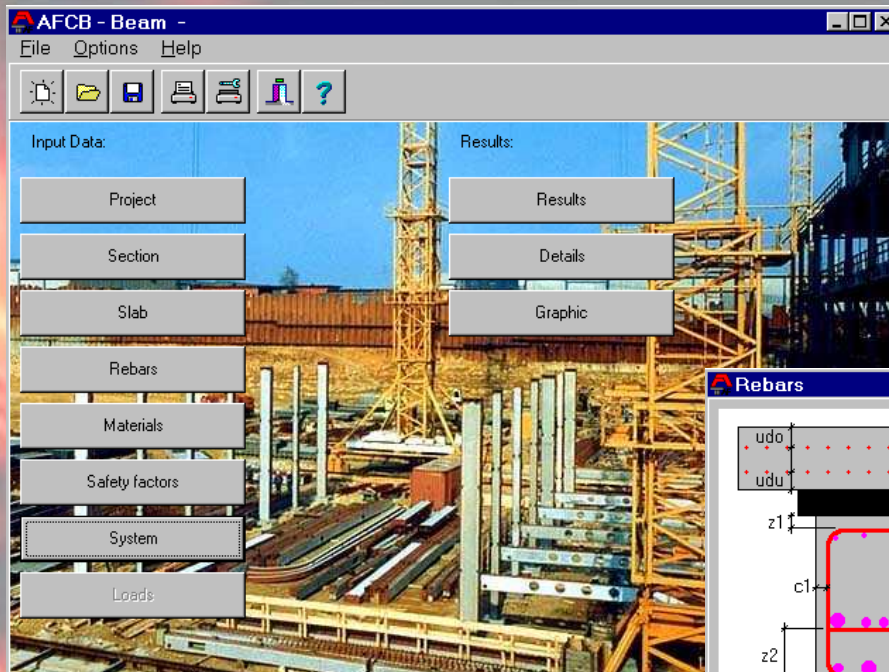 AFCB - Beam -
File Options Help
Input Data:
Results:
Project
Results
Section
Details
Slab
Graphic
Rebars
Materials
Safety factors
System
Loads
Rebars
udo
udu
z1
c1
z2